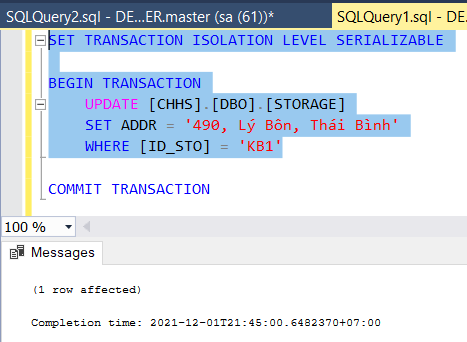 SQLQuery2.sql - DE...ER.master (sa (61))*
SQLQuery1.sql - DE...
SET TRANSACTION ISOLATION LEVEL SERIALIZABLE
BEGIN TRANSACTION
UPDATE [CHHS].[DBO].[STORAGE]
SET ADDR = '490, Lý Bôn, Thái Bình'
WHERE [ID_STO] = 'KB1'
COMMIT TRANSACTION
100 %
Messages
(1 row affected)
Completion time: 2021-12-01T21:45:00.6482370+07:00